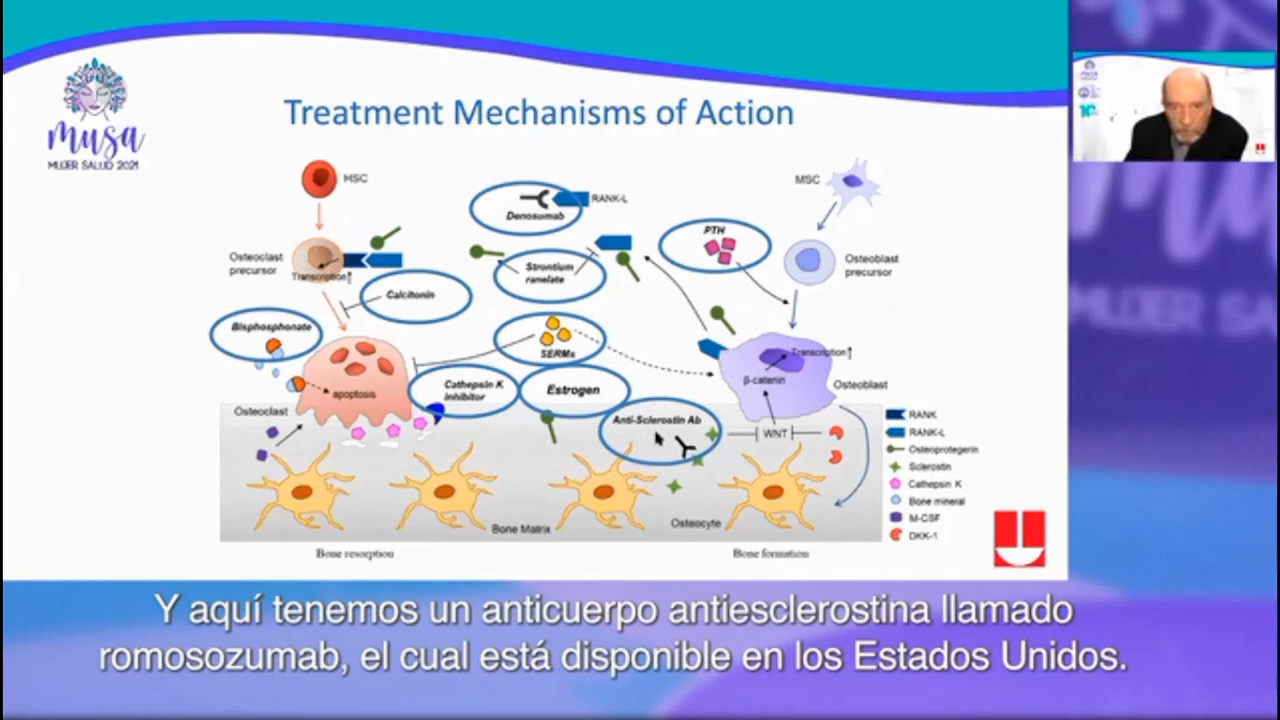 musa
MUJER SALUD 2021
Treatment Mechanisms of Action
HSC
Osteoclast
precursor
Transcription
Calcitonin
Bisphosphonate
apoptosis
Osteoclast
Denosumab
RANK-L
Strontium
ranelate
SERMs
Cathepsin K
inhibitor
Estrogen
Anti-Sclerostin Ab
PTH
MSC
Osteoblast
precursor
Transcription
β-catenin
Osteoblast
WNT
Bone Matrix
Osteocyte
Bone resorption
Bone formation
RANK
RANK-L
Osteoprotegerin
Sclerostin
Cathepsin K
Bone mineral
M-CSF
DKK-1
Y aquí tenemos un anticuerpo antiesclerostina llamado
romosozumab, el cual está disponible en los Estados Unidos.